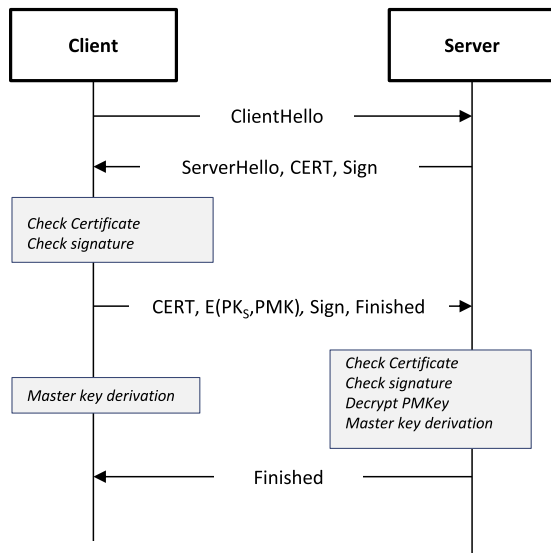 Client
Server
ClientHello
ServerHello, CERT, Sign
Check Certificate
Check signature
CERT, E(PKₛ,PMK), Sign, Finished
Check Certificate
Check signature
Decrypt PMKey
Master key derivation
Master key derivation
Finished